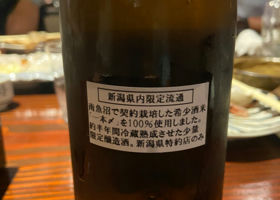 新潟県内限定流通
南魚沼で契約栽培した希少酒米
「一本〆」を100%使用しました。
約半年間冷蔵熟成させた少量
限定醸造酒。新潟県特約店のみ